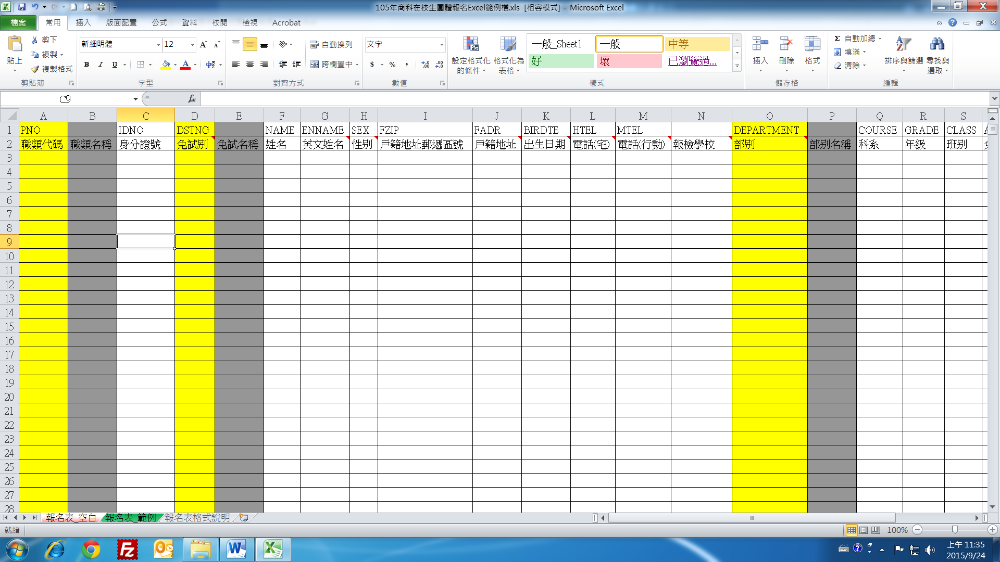 105年商科在校生團體報名Excel範例檔.xls [相容模式] - Microsoft Excel
檔案 常用 插入 版面配置 公式 資料 校閱 檢視 Acrobat
貼上
剪下
複製
複製格式
剪貼簿
新細明體 12
B I U
中
字型
自動換列
跨欄置中
對齊方式
文字
$ % ,
數值
設定格式化的條件
格式化為表格
一般_Sheet1 一般 中等
好 壞 已瀏覽過...
樣式
插入 刪除 格式
儲存格
Σ 自動加總
填滿
清除
排序與篩選
尋找與選取
編輯
C9 fx
A B C D E F G H I J K L M N O P Q R S
1 PNO IDNO DSTNG NAME ENNAME SEX FZIP FADR BIRDTE HTEL MTEL DEPARTMENT COURSE GRADE CLASS
2 職類代碼 職類名稱 身分證號 免試別 免試名稱 姓名 英文姓名 性別 戶籍地址郵遞區號 戶籍地址 出生日期 電話(宅) 電話(行動) 報檢學校 部別 部別名稱 科系 年級 班別
3
4
5
6
7
8
9
10
11
12
13
14
15
16
17
18
19
20
21
22
23
24
25
26
27
28
報名表_空白 報名表_範例 報名表格式說明
就緒 100%
上午 11:35
2015/9/24